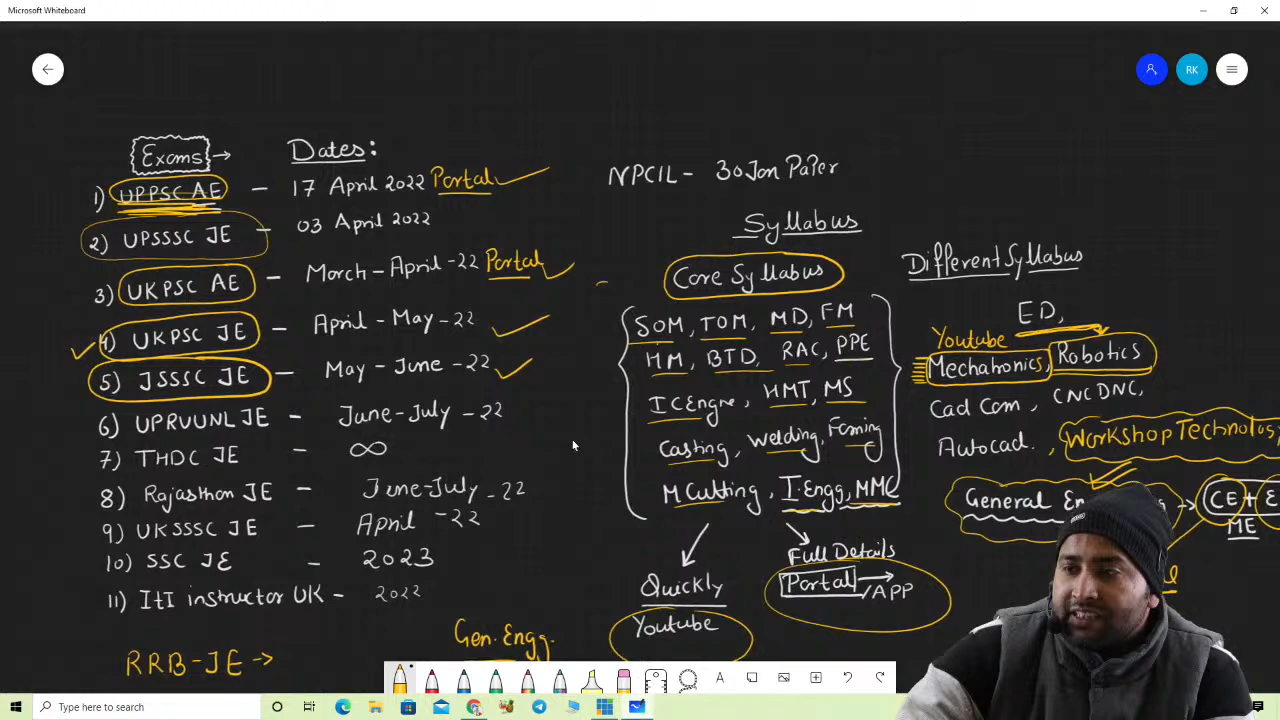 Microsoft Whiteboard
RK
Exams → Dates:
1) UPPSC AE - 17 April 2022 Portal
2) UPSSSC JE - 03 April 2022
3) UKPSC AE - March-April-22 Portal
4) UKPSC JE - April-May-22
5) JSSSC JE - May-June-22
6) UPRVUNL JE - June-July-22
7) THDC JE - ∞
8) Rajasthan JE - June-July-22
9) UKSSSC JE - April-22
10) SSC JE - 2023
11) ItI instructor UK - 2022
RRB-JE →
Gen. Engg.
NPCIL - 30 Jan Paper
Syllabus
Core Syllabus
SOM, TOM, MD, FM
HM, BTD, RAC, PPE
IC Engne, HMT, MS
Casting, Welding, Forming
M Cutting, I.Engg, MMC
Quickly
Youtube
Full Details
Portal → /APP
Different Syllabus
ED,
Youtube
Mechatronics, Robotics
Cad Cam, CNC DNC,
Autocad, Workshop Technology
General → CE + E
ME
Type here to search